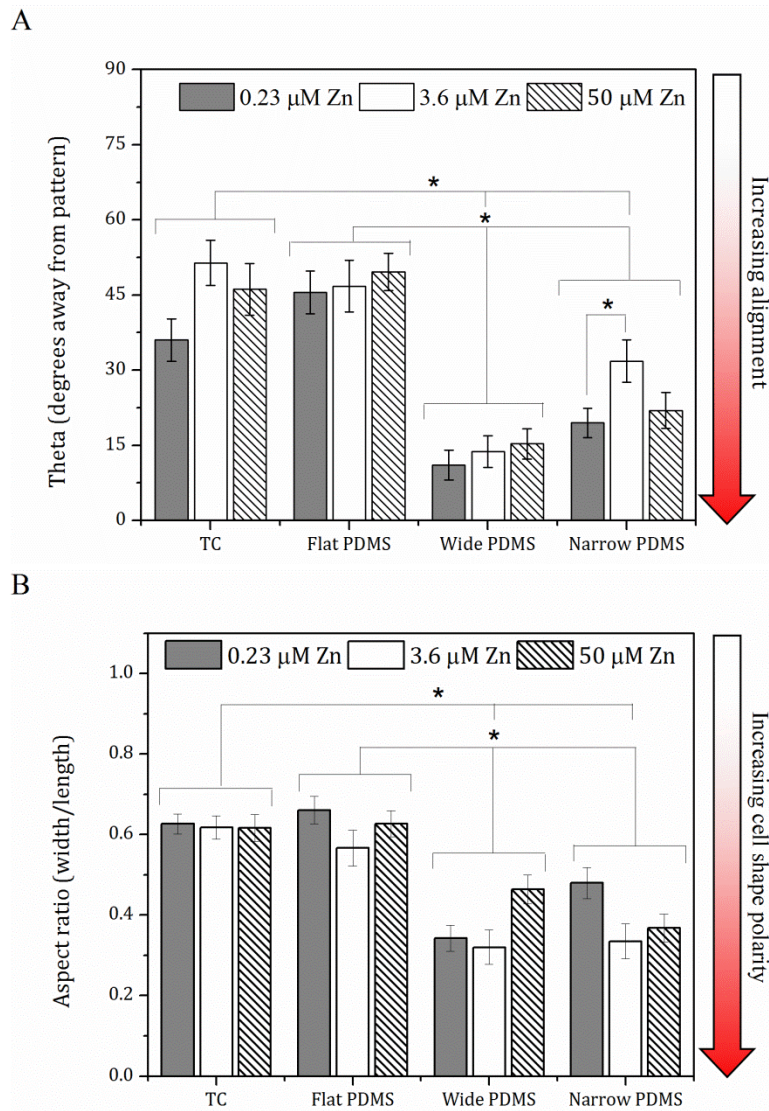 A
90
75
60
45
30
15
0
Theta (degrees away from pattern)
0.23 μM Zn
3.6 μM Zn
50 μM Zn
*
*
*
TC
Flat PDMS
Wide PDMS
Narrow PDMS
Increasing alignment
B
1.0
0.8
0.6
0.4
0.2
0.0
Aspect ratio (width/length)
0.23 μM Zn
3.6 μM Zn
50 μM Zn
*
*
TC
Flat PDMS
Wide PDMS
Narrow PDMS
Increasing cell shape polarity